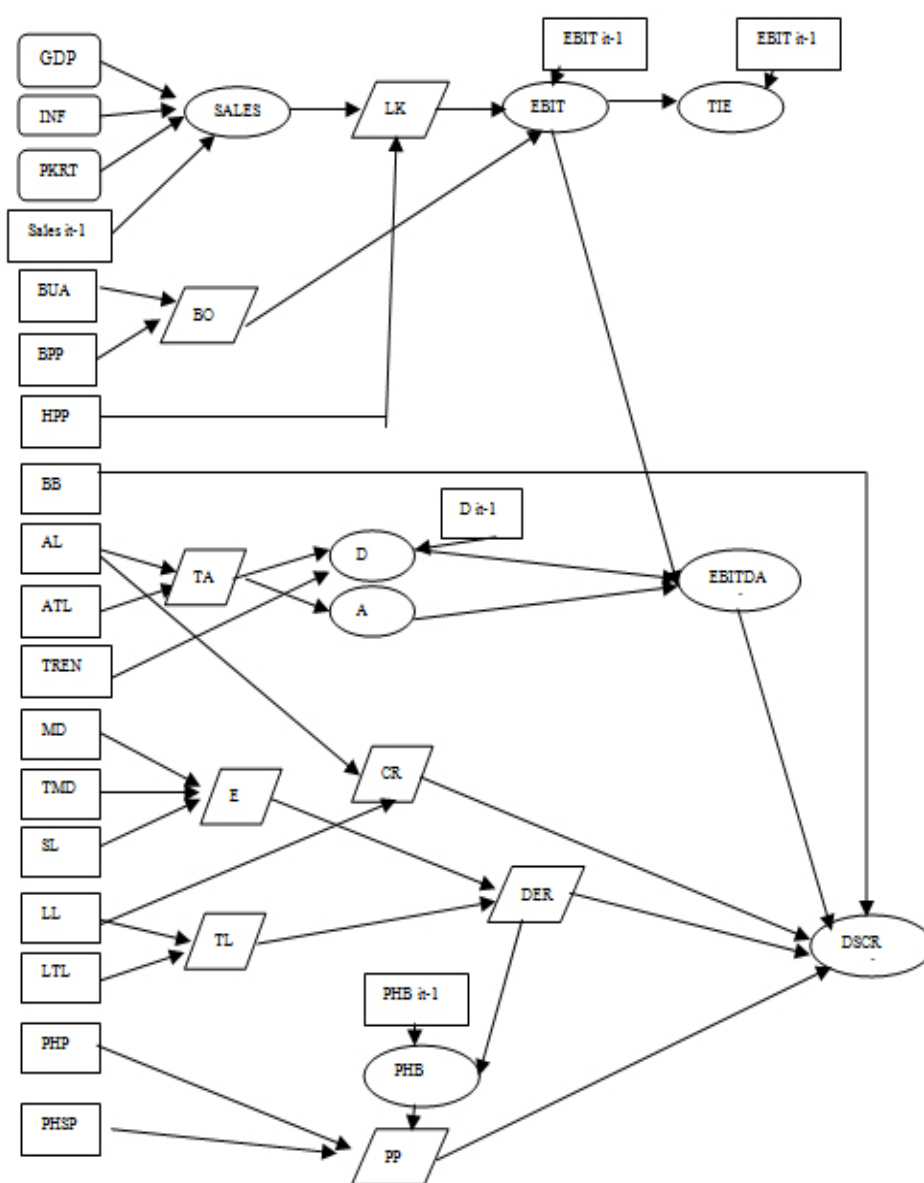 EBIT it-1
EBIT it-1
GDP
INF
SALES
LK
EBIT
TIE
PKRT
Sales it-1
BUA
BO
BPP
HPP
BB
D it-1
AL
TA
D
EBITDA
-
ATL
A
TREN
MD
CR
TMD
E
SL
DER
LL
TL
DSCR
-
LTL
PHB it-1
PHP
PHB
PHSP
PP